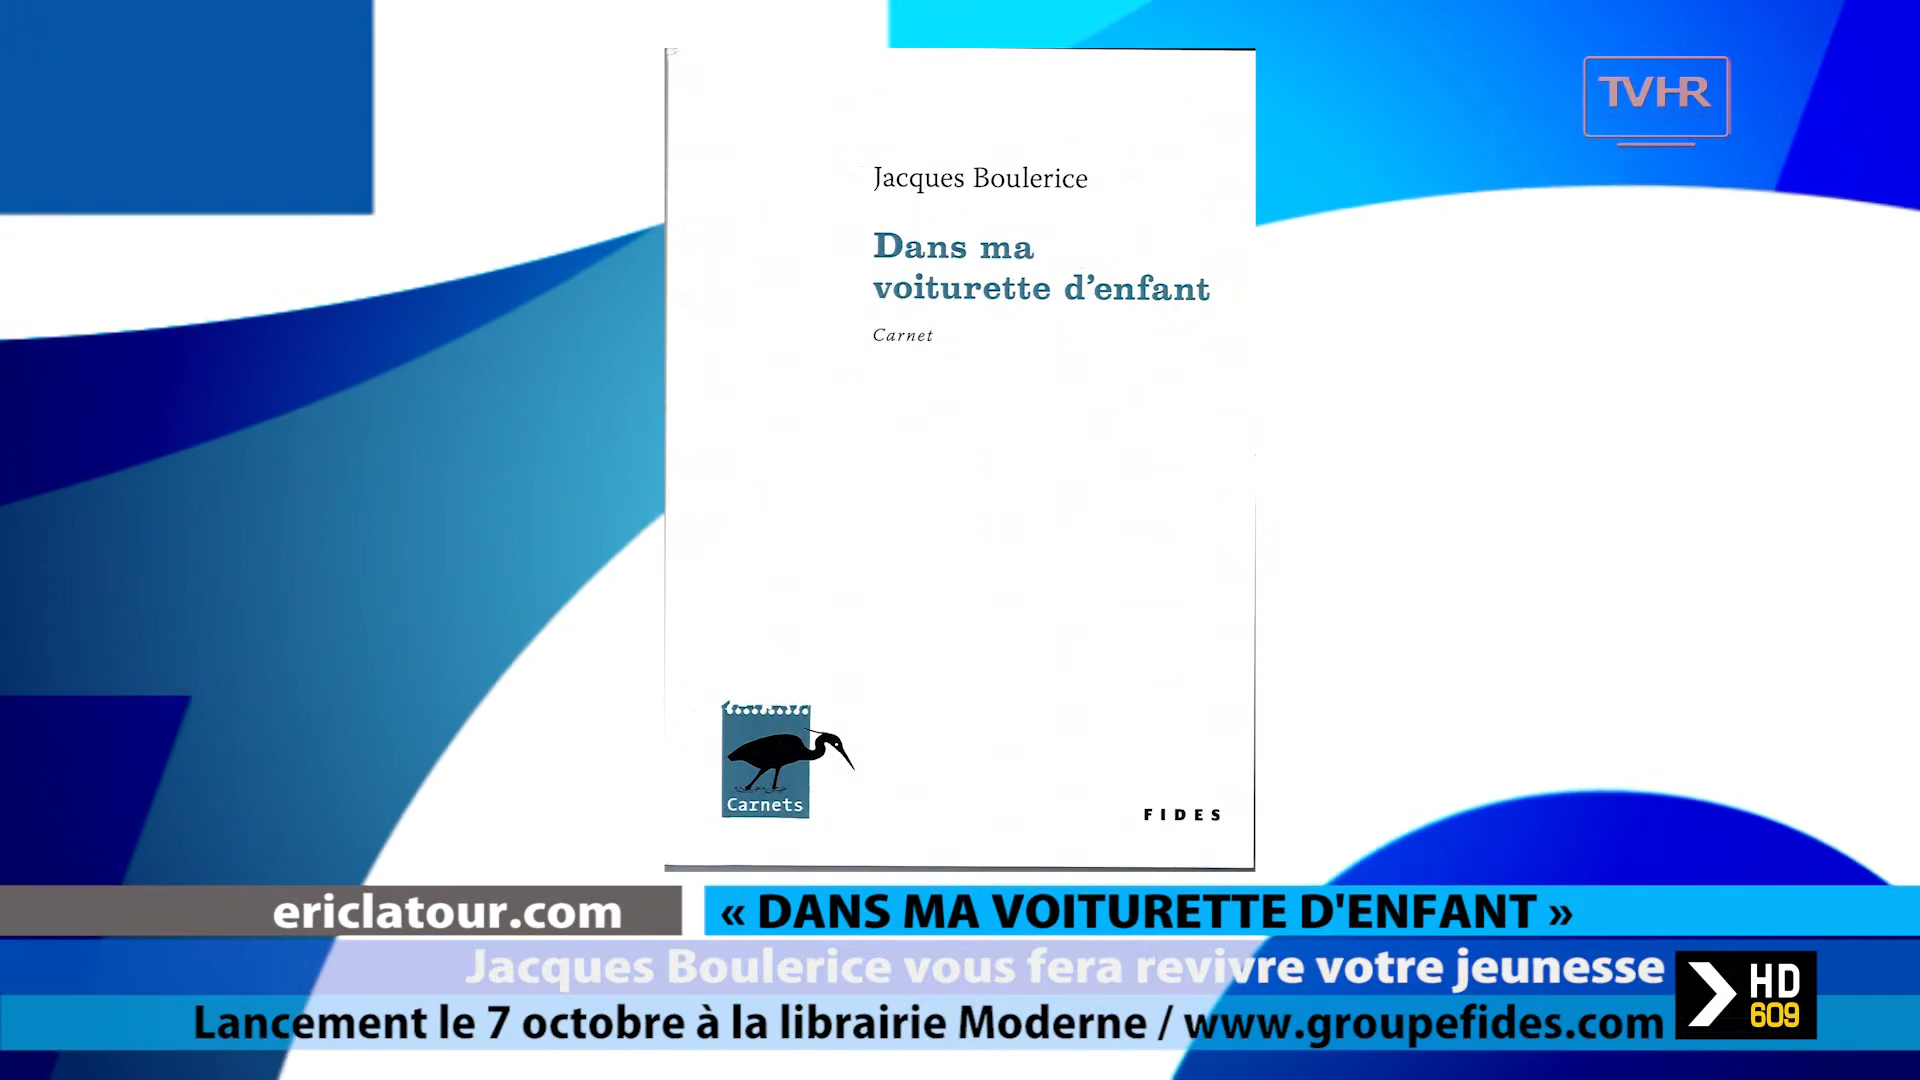 TVHR
Jacques Boulerice
Dans ma
voiturette d’enfant
Carnet
Carnets
FIDES
ericlatour.com
« DANS MA VOITURETTE D'ENFANT »
Jacques Boulerice vous fera revivre votre jeunesse
Lancement le 7 octobre à la librairie Moderne / www.groupefides.com
HD
609